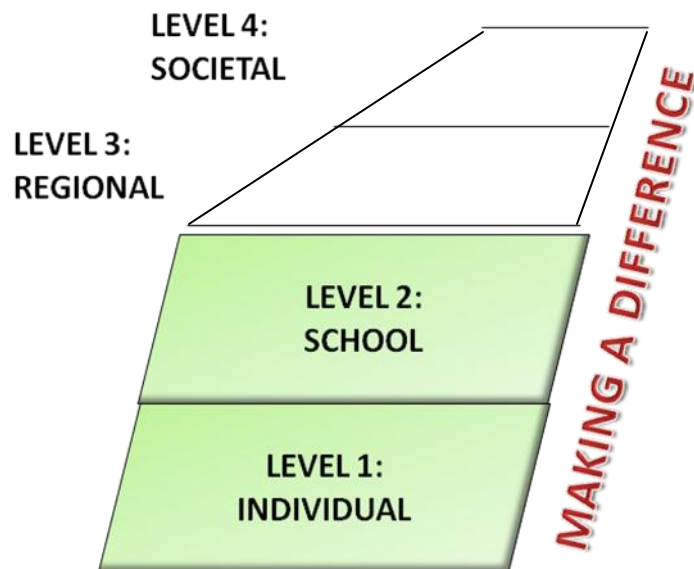 LEVEL 4:
SOCIETAL
LEVEL 3:
REGIONAL
LEVEL 2:
SCHOOL
LEVEL 1:
INDIVIDUAL
MAKING A DIFFERENCE